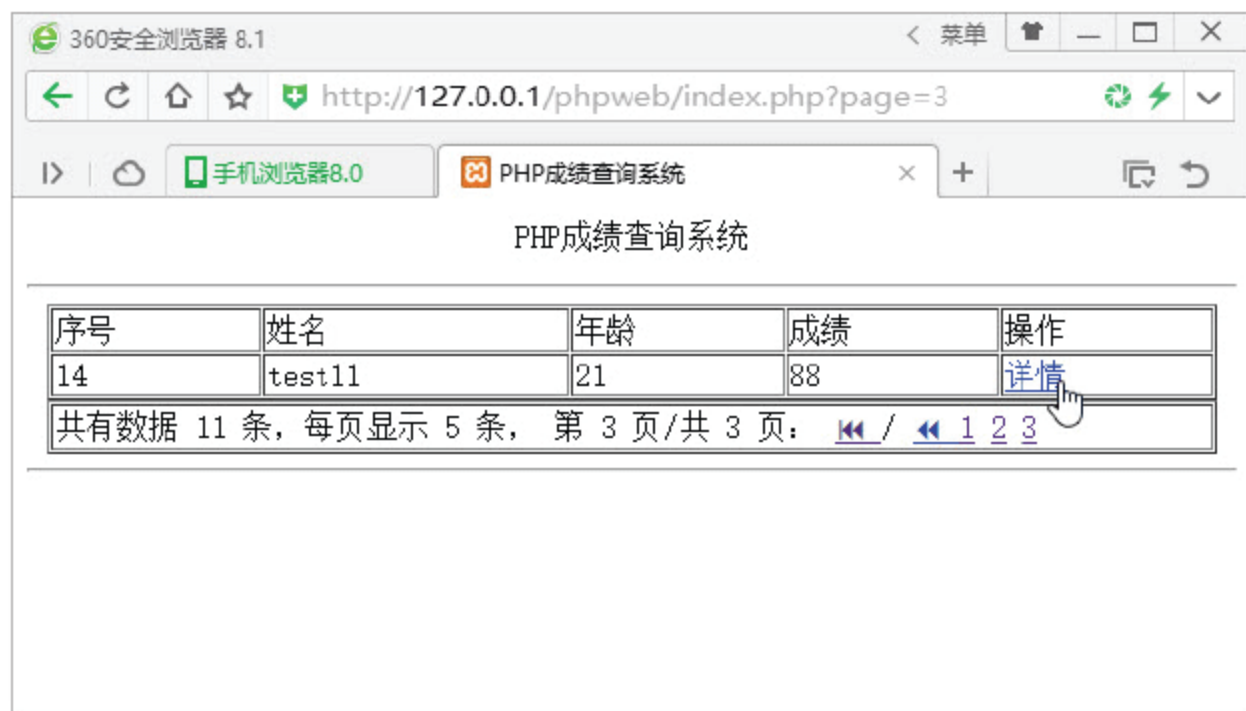 360安全浏览器 8.1 菜单
http://127.0.0.1/phpweb/index.php?page=3
手机浏览器8.0 PHP成绩查询系统
PHP成绩查询系统
序号 姓名 年龄 成绩 操作
14 test11 21 88 详情
共有数据 11 条，每页显示 5 条， 第 3 页/共 3 页： / 1 2 3